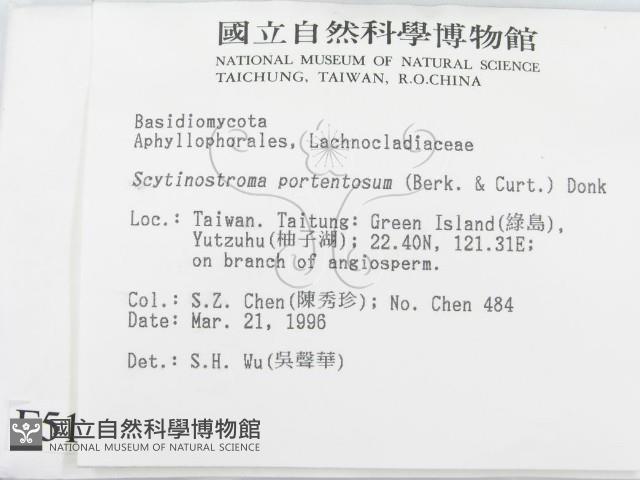 國立自然科學博物館
NATIONAL MUSEUM OF NATURAL SCIENCE
TAICHUNG, TAIWAN, R.O.CHINA
Basidiomycota
Aphyllophorales, Lachnocladiaceae
Scytinostroma portentosum (Berk. & Curt.) Donk
Loc.: Taiwan. Taitung: Green Island(綠島),
Yutzuhu(柚子湖); 22.40N, 121.31E;
on branch of angiosperm.
Col.: S.Z. Chen(陳秀珍); No. Chen 484
Date: Mar. 21, 1996
Det.: S.H. Wu(吳聲華)
國立自然科學博物館
NATIONAL MUSEUM OF NATURAL SCIENCE